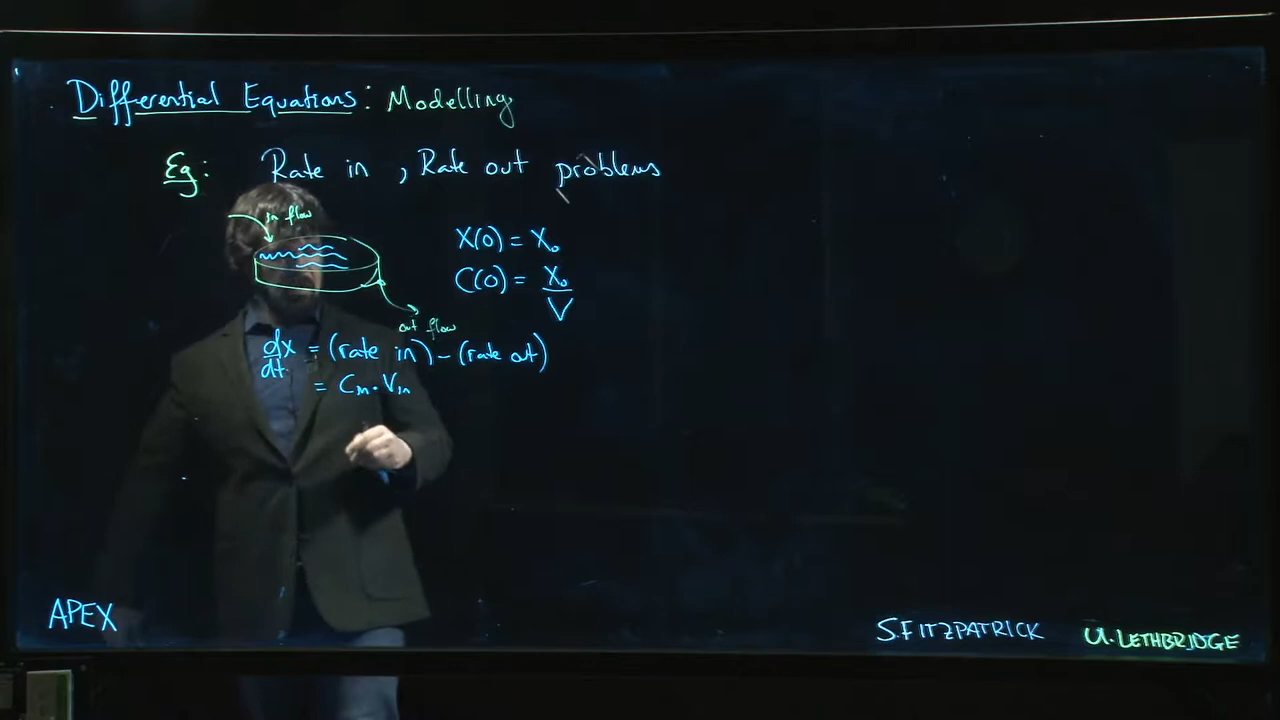 Differential Equations: Modelling
Eg: Rate in, Rate out problems
in flow
X(0) = X₀
C(0) = X₀/V
out flow
dx/dt = (rate in) - (rate out)
= Cin · Vin
APEX
S.FITZPATRICK
U.LETHBRIDGE